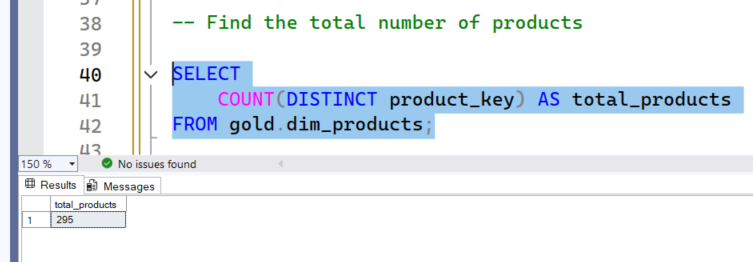 38 -- Find the total number of products
39
40 SELECT
41 COUNT(DISTINCT product_key) AS total_products
42 FROM gold.dim_products;
43
150 % No issues found
Results Messages
total_products
1 295